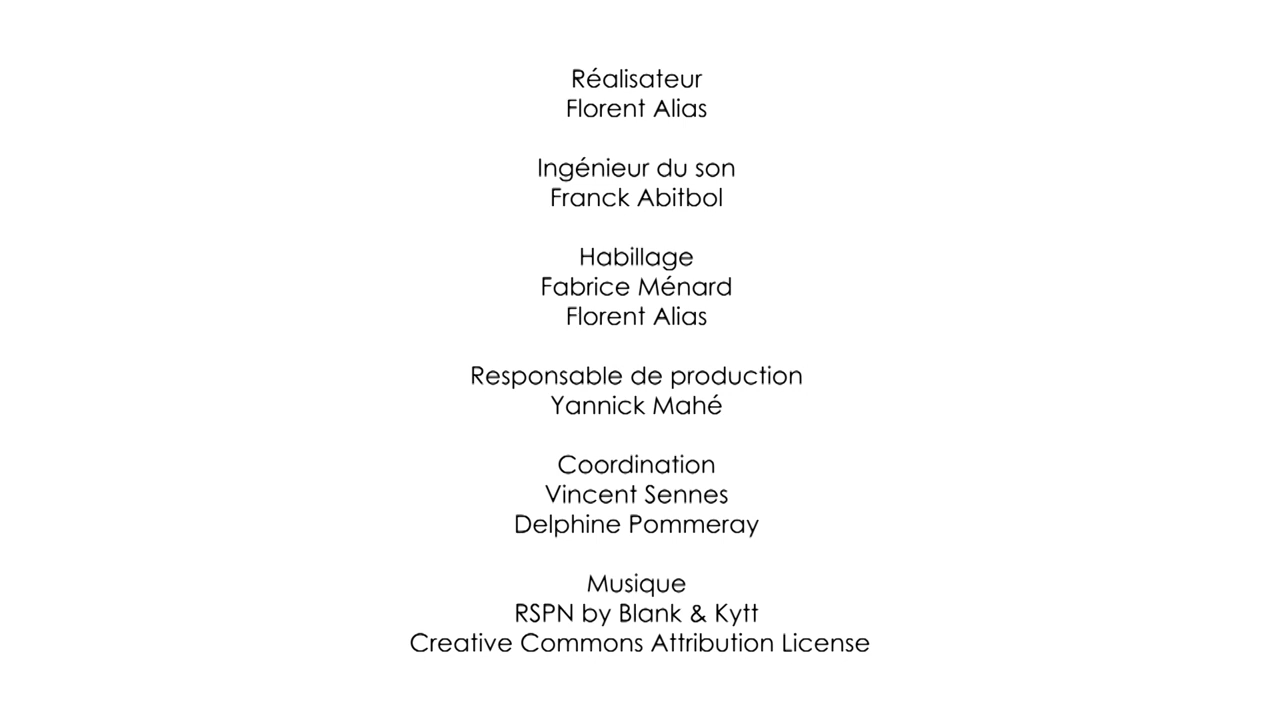 Réalisateur
Florent Alias
Ingénieur du son
Franck Abitbol
Habillage
Fabrice Ménard
Florent Alias
Responsable de production
Yannick Mahé
Coordination
Vincent Sennes
Delphine Pommeray
Musique
RSPN by Blank & Kytt
Creative Commons Attribution License